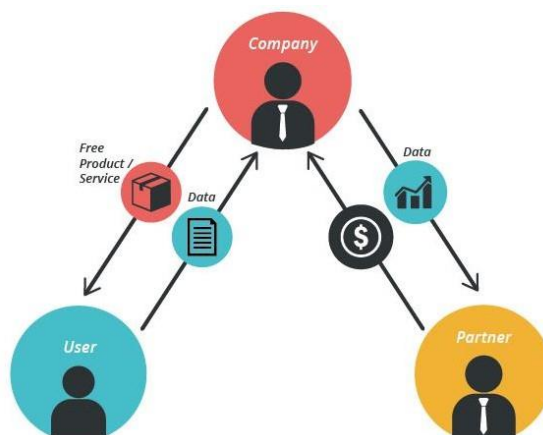 Company
Free
Product /
Service
Data
Data
$
User
Partner